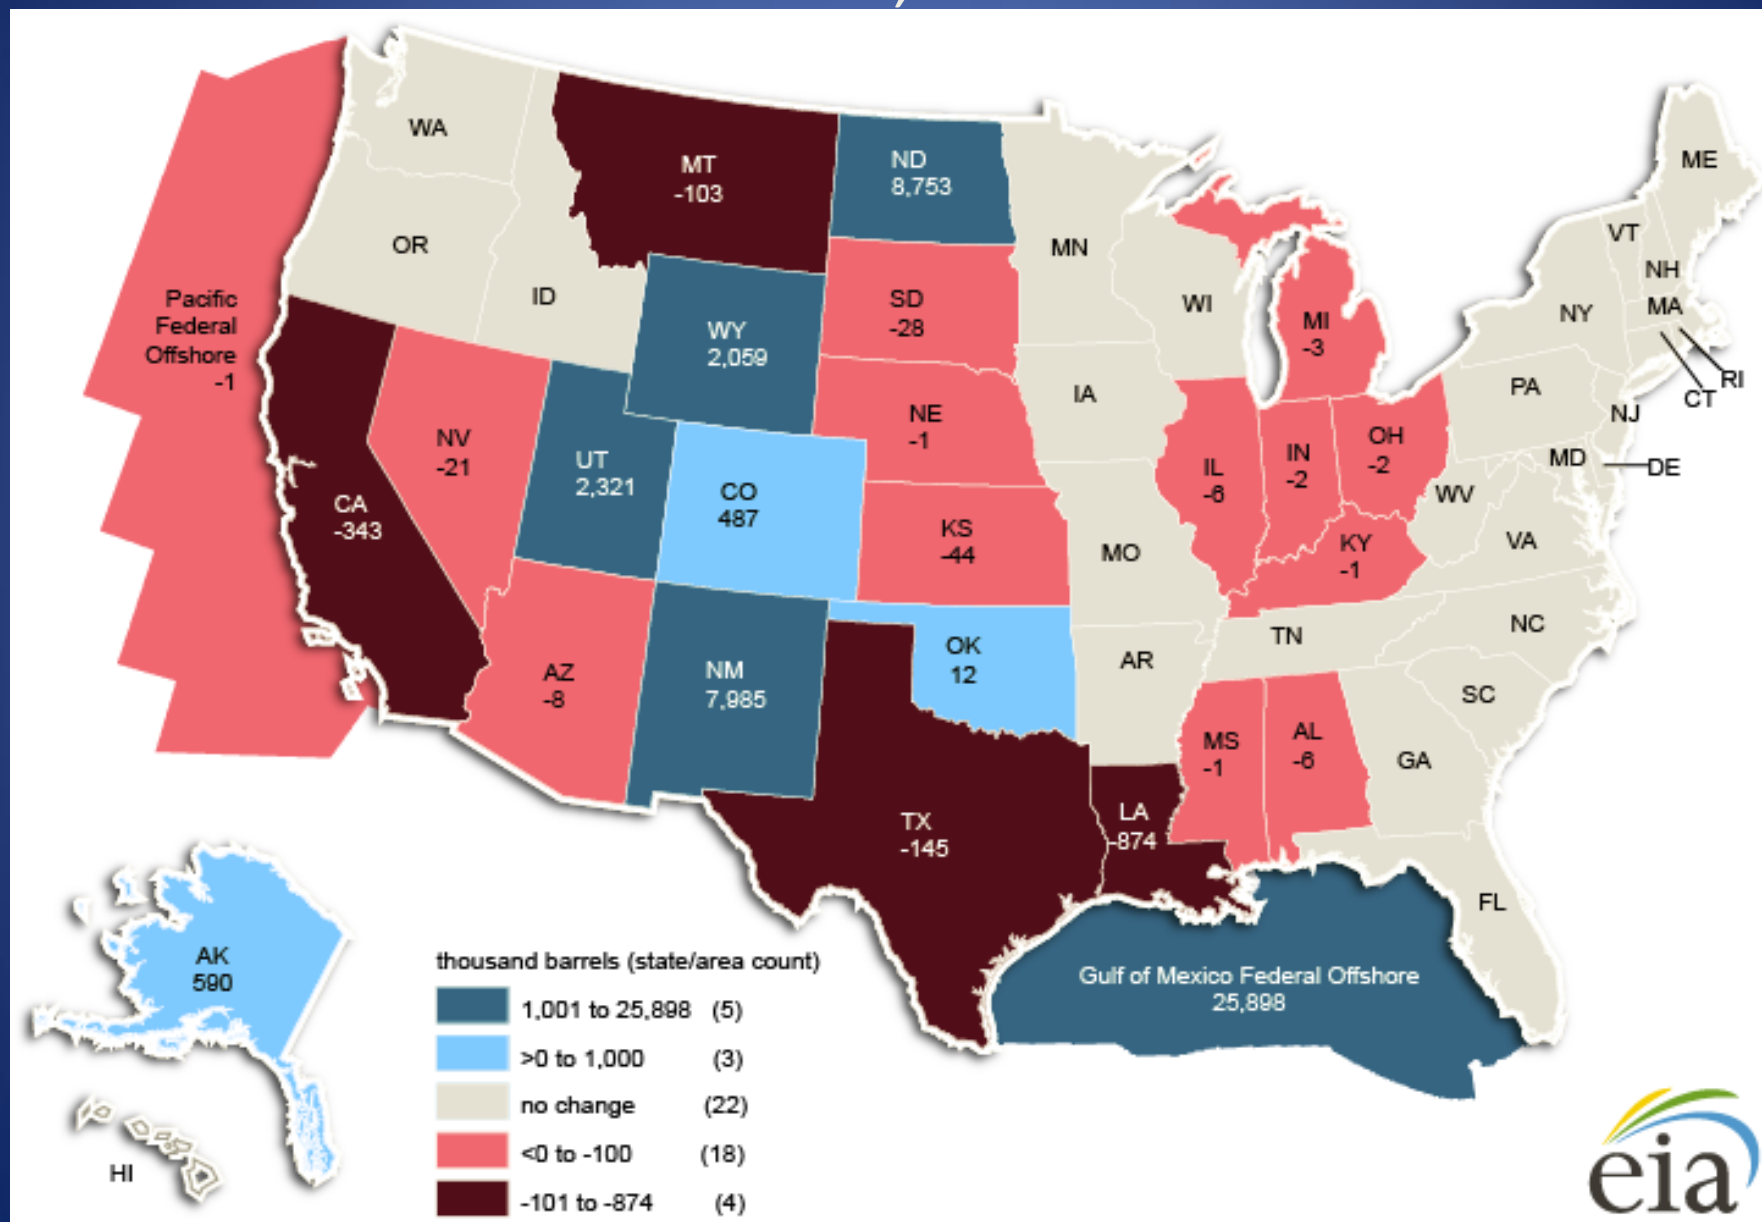 WA
MT
-103
ND
8,753
ME
OR
ID
MN
VT
NH
MA
NY
WI
Pacific
Federal
Offshore
-1
WY
2,059
SD
-28
MI
-3
RI
CT
PA
NJ
IA
NE
-1
NV
-21
UT
2,321
CO
487
IL
-6
IN
-2
OH
-2
MD
DE
WV
VA
CA
-343
KS
-44
MO
KY
-1
TN
NC
AZ
-8
NM
7,985
OK
12
AR
SC
MS
-1
AL
-6
GA
TX
-145
LA
-874
FL
AK
590
HI
Gulf of Mexico Federal Offshore
25,898
thousand barrels (state/area count)
1,001 to 25,898 (5)
>0 to 1,000 (3)
no change (22)
<0 to -100 (18)
-101 to -874 (4)
eia